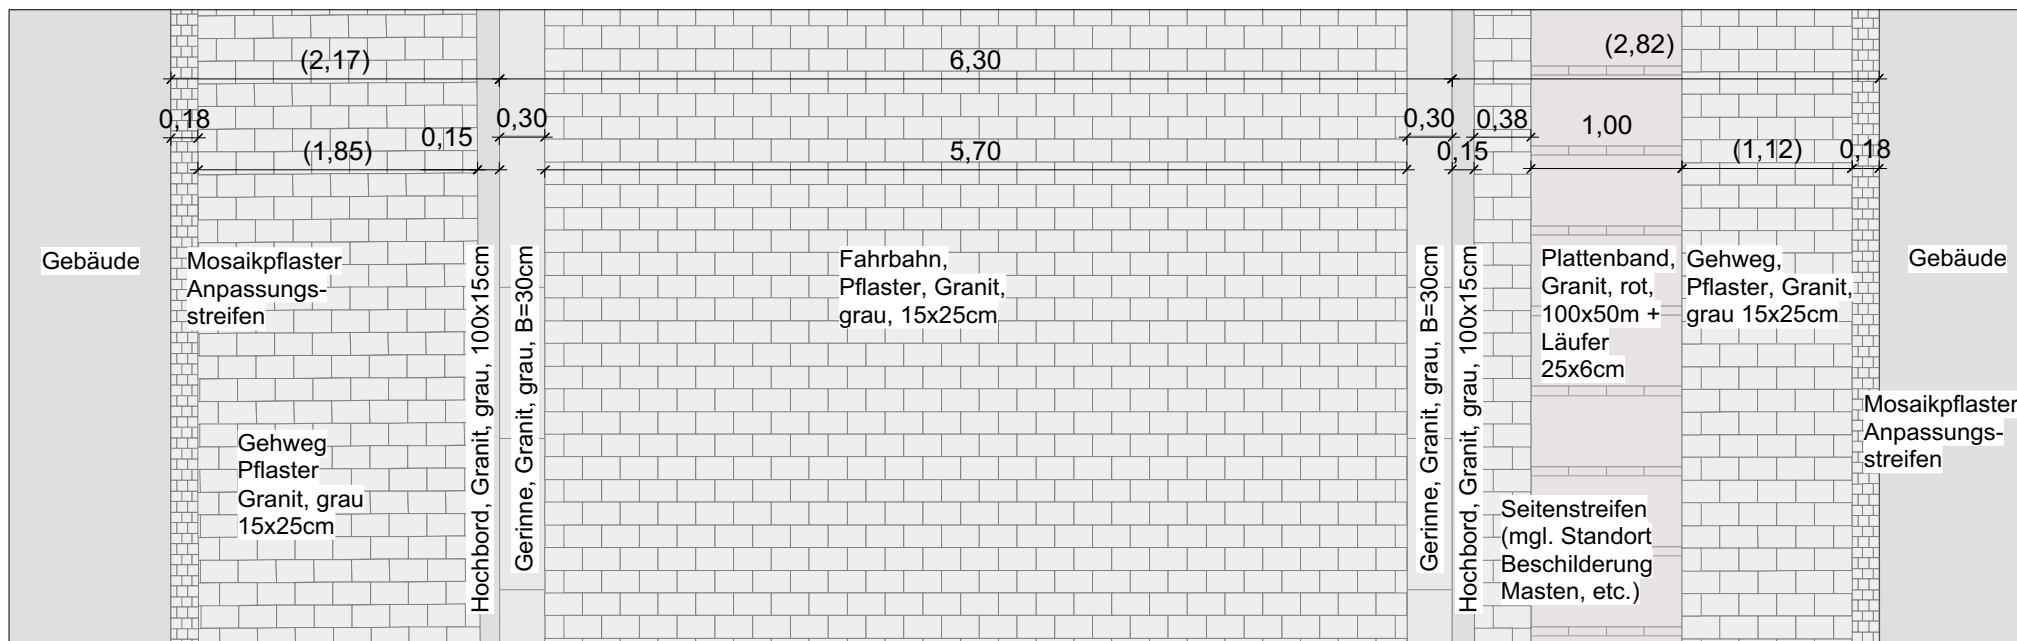 (2,17)
6,30
(2,82)
0,18
(1,85)
0,15
0,30
5,70
0,30
0,15
0,38
1,00
(1,12)
0,18
Gebäude
Mosaikpflaster
Anpassungs-
streifen
Gehweg
Pflaster
Granit, grau
15x25cm
Hochbord, Granit, grau, 100x15cm
Gerinne, Granit, grau, B=30cm
Fahrbahn,
Pflaster, Granit,
grau, 15x25cm
Gerinne, Granit, grau, B=30cm
Hochbord, Granit, grau, 100x15cm
Seitenstreifen
(mgl. Standort
Beschilderung
Masten, etc.)
Plattenband,
Granit, rot,
100x50m +
Läufer
25x6cm
Gehweg,
Pflaster, Granit,
grau 15x25cm
Mosaikpflaster
Anpassungs-
streifen
Gebäude